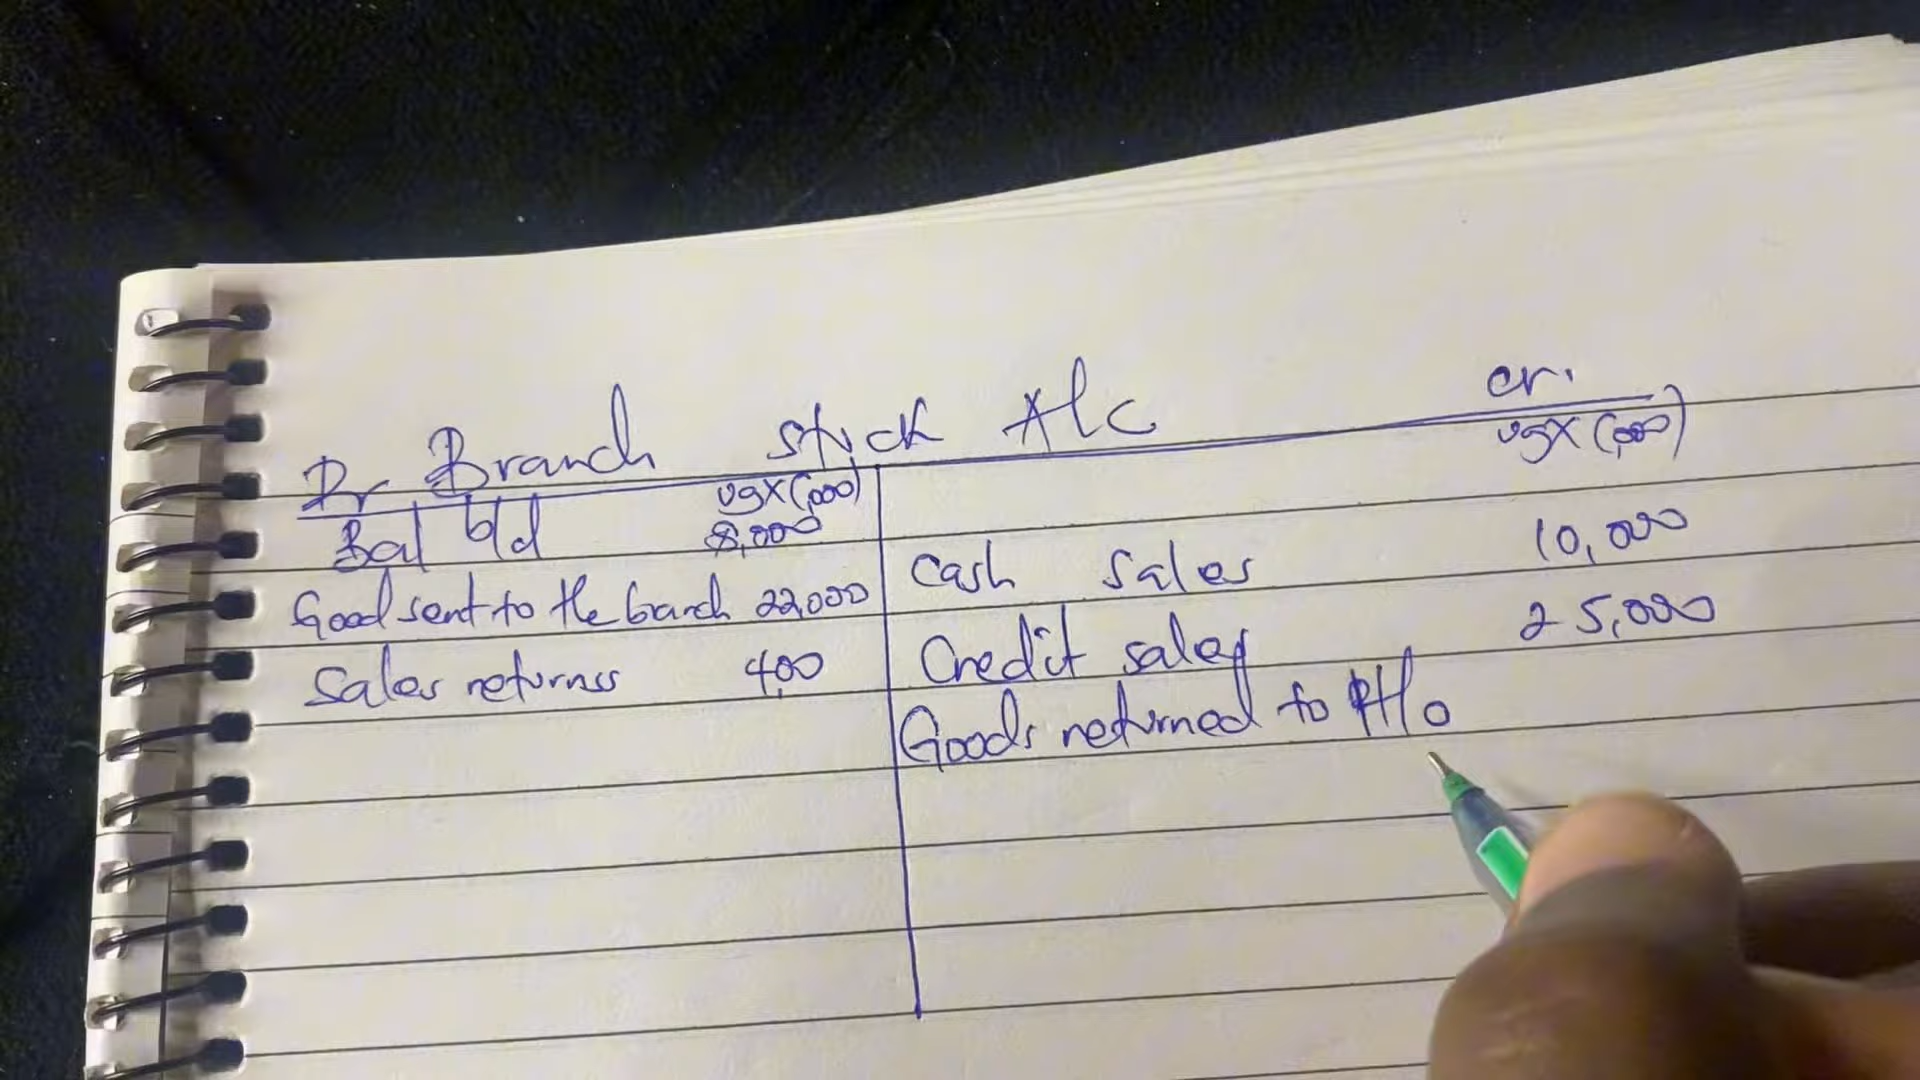 Dr Branch stock A/c cr.
ugx(,000) ugx (,000)
Bal b/d 8,000
Cash sales 10,000
Good sent to the branch 22,000
Credit sales 25,000
Sales returns 400
Goods returned to H/o